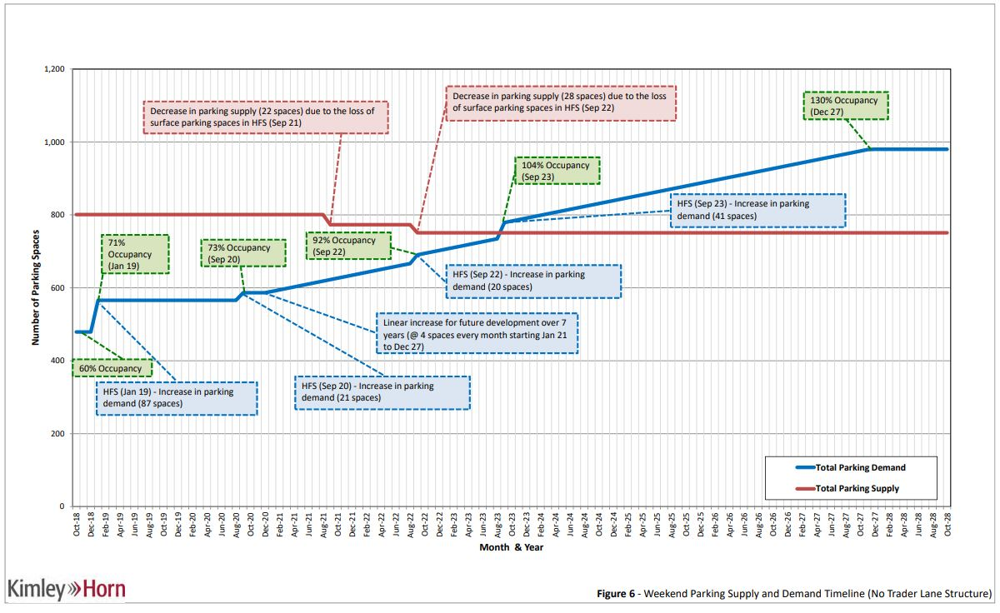 1,200
1,000
800
600
400
200
0
Number of Parking Spaces
Decrease in parking supply (22 spaces) due to the loss of
surface parking spaces in HFS (Sep 21)
Decrease in parking supply (28 spaces) due to the loss
of surface parking spaces in HFS (Sep 22)
130% Occupancy
(Dec 27)
104% Occupancy
(Sep 23)
HFS (Sep 23) - Increase in parking
demand (41 spaces)
71%
Occupancy
(Jan 19)
73% Occupancy
(Sep 20)
92% Occupancy
(Sep 22)
HFS (Sep 22) - Increase in parking
demand (20 spaces)
Linear increase for future development over 7
years (@ 4 spaces every month starting Jan 21
to Dec 27)
60% Occupancy
HFS (Jan 19) - Increase in parking
demand (87 spaces)
HFS (Sep 20) - Increase in parking
demand (21 spaces)
Total Parking Demand
Total Parking Supply
Oct-18
Dec-18
Feb-19
Apr-19
Jun-19
Aug-19
Oct-19
Dec-19
Feb-20
Apr-20
Jun-20
Aug-20
Oct-20
Dec-20
Feb-21
Apr-21
Jun-21
Aug-21
Oct-21
Dec-21
Feb-22
Apr-22
Jun-22
Aug-22
Oct-22
Dec-22
Feb-23
Apr-23
Jun-23
Aug-23
Oct-23
Dec-23
Feb-24
Apr-24
Jun-24
Aug-24
Oct-24
Dec-24
Feb-25
Apr-25
Jun-25
Aug-25
Oct-25
Dec-25
Feb-26
Apr-26
Jun-26
Aug-26
Oct-26
Dec-26
Feb-27
Apr-27
Jun-27
Aug-27
Oct-27
Dec-27
Feb-28
Apr-28
Jun-28
Aug-28
Oct-28
Month & Year
Kimley»Horn
Figure 6 - Weekend Parking Supply and Demand Timeline (No Trader Lane Structure)